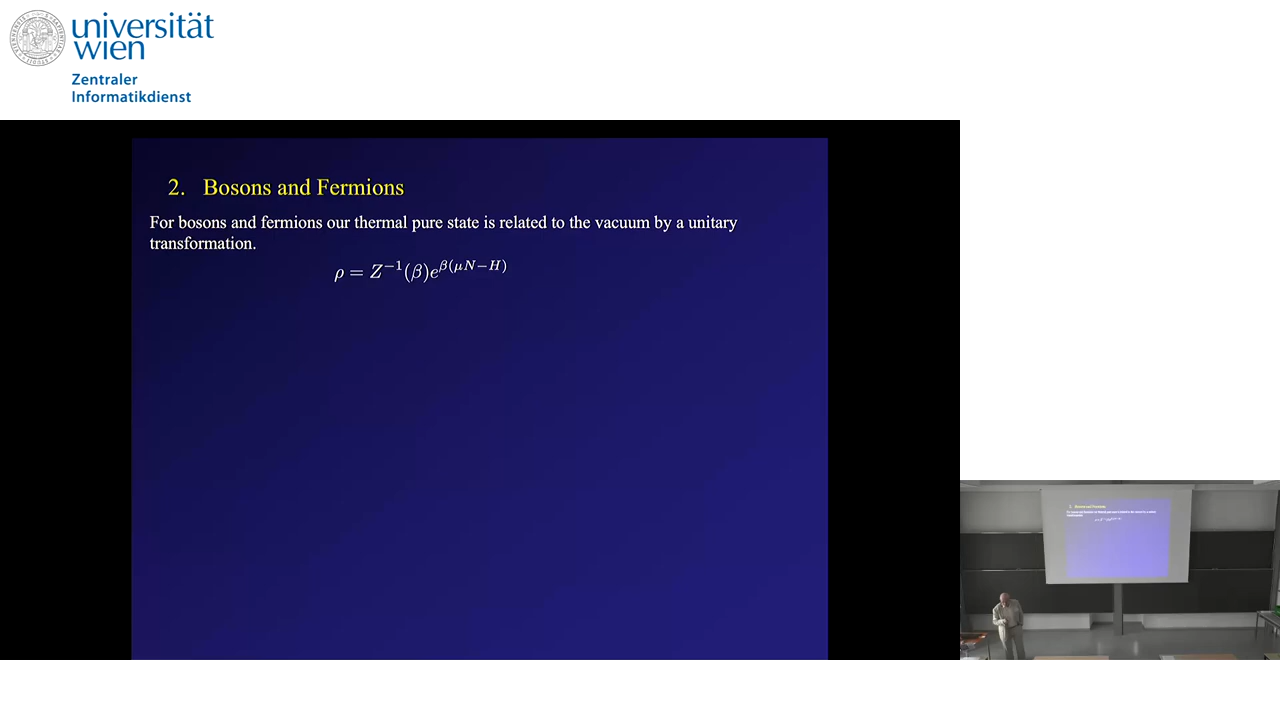 universität
wien
Zentraler
Informatikdienst
2. Bosons and Fermions
For bosons and fermions our thermal pure state is related to the vacuum by a unitary
transformation.
ρ = Z⁻¹(β)e^{β(μN−H)}